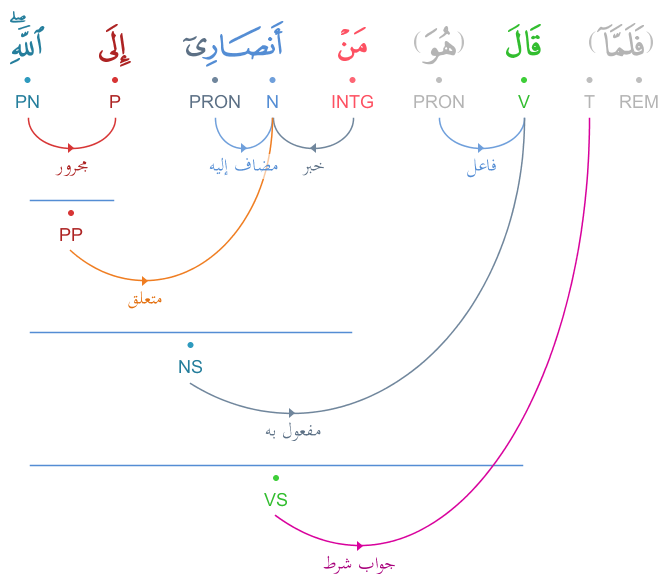 (فَلَمَّآ) قَالَ (هُوَ) مَنْ أَنصَارِىٓ إِلَى ٱللَّهِ ۖ
REM T V PRON INTG N PRON P PN
فاعل خبر مضاف إليه مجرور
PP
متعلق
NS
مفعول به
VS
جواب شرط